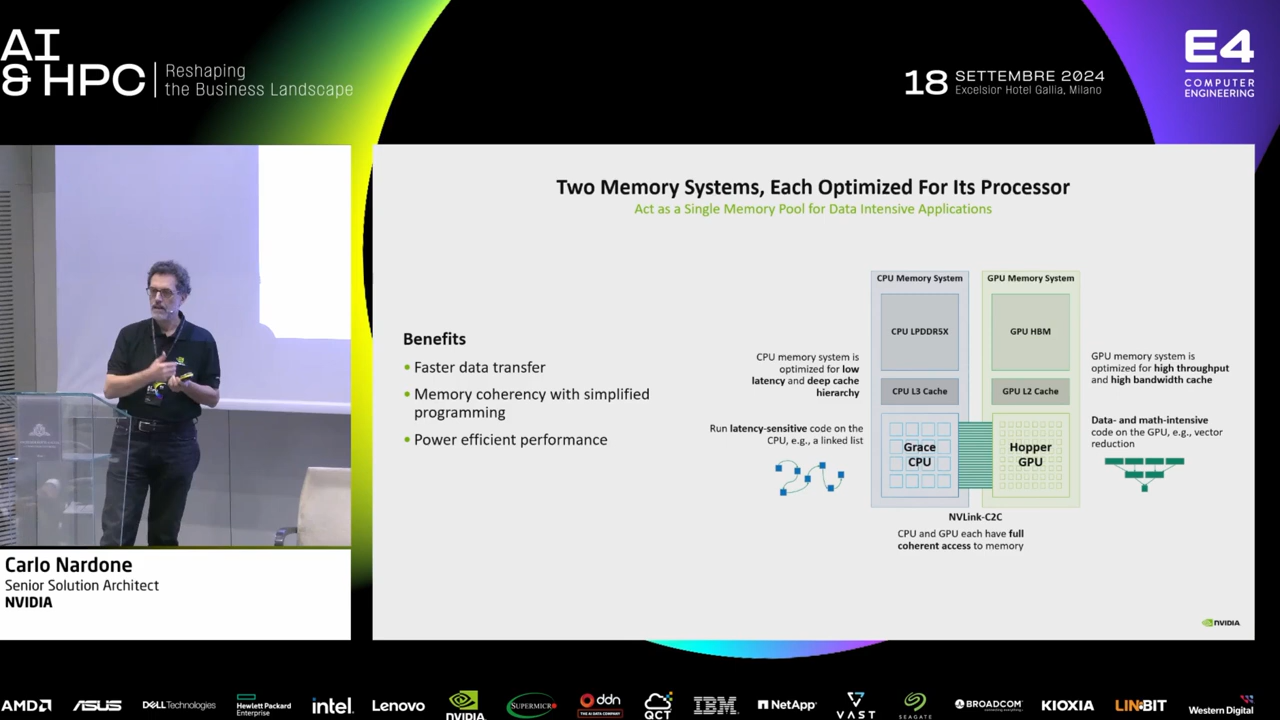 AI
& HPC
Reshaping
the Business Landscape
18
SETTEMBRE 2024
Excelsior Hotel Gallia, Milano
E4
COMPUTER
ENGINEERING
Two Memory Systems, Each Optimized For Its Processor
Act as a Single Memory Pool for Data Intensive Applications
Benefits
• Faster data transfer
• Memory coherency with simplified
programming
• Power efficient performance
CPU memory system is
optimized for low
latency and deep cache
hierarchy
Run latency-sensitive code on the
CPU, e.g., a linked list
CPU Memory System
CPU LPDDR5X
CPU L3 Cache
Grace
CPU
GPU Memory System
GPU HBM
GPU L2 Cache
Hopper
GPU
NVLink-C2C
CPU and GPU each have full
coherent access to memory
GPU memory system is
optimized for high throughput
and high bandwidth cache
Data- and math-intensive
code on the GPU, e.g., vector
reduction
NVIDIA
Carlo Nardone
Senior Solution Architect
NVIDIA
AMD
ASUS
DELL Technologies
Hewlett Packard
Enterprise
intel
Lenovo
NVIDIA
SUPERMICRO
ddn
THE AI DATA COMPANY
QCT
IBM
NetApp
VAST
SEAGATE
BROADCOM
KIOXIA
LINBIT
Western Digital